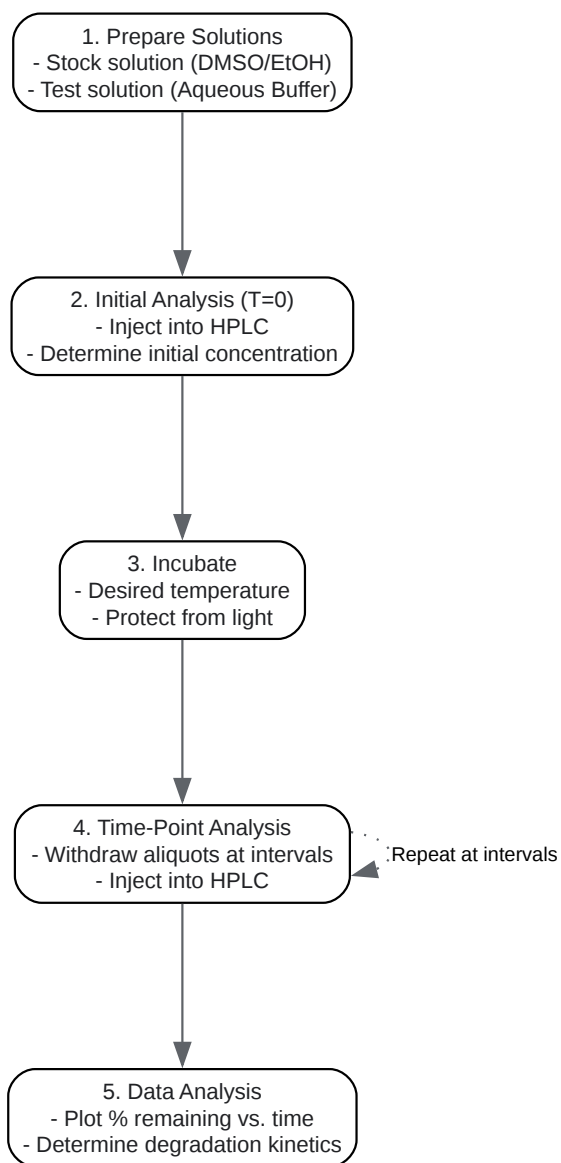 1. Prepare Solutions
- Stock solution (DMSO/EtOH)
- Test solution (Aqueous Buffer)
2. Initial Analysis (T=0)
- Inject into HPLC
- Determine initial concentration
3. Incubate
- Desired temperature
- Protect from light
4. Time-Point Analysis
- Withdraw aliquots at intervals
- Inject into HPLC
Repeat at intervals
5. Data Analysis
- Plot % remaining vs. time
- Determine degradation kinetics